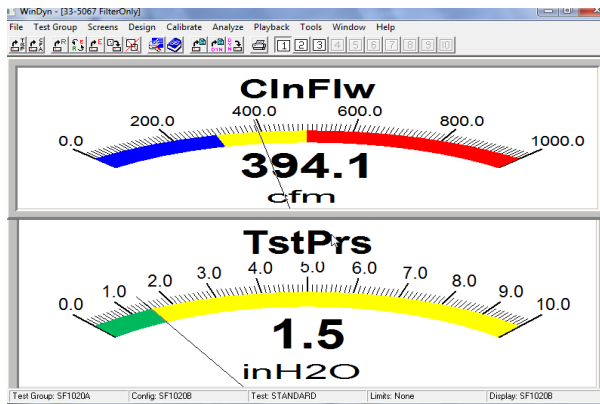 WinDyn - [33-5067 FilterOnly]
File Test Group Screens Design Calibrate Analyze Playback Tools Window Help
1 2 3 4 5 6 7 8 9 10
ClnFlw
0.0 200.0 400.0 600.0 800.0 1000.0
394.1
cfm
TstPrs
0.0 1.0 2.0 3.0 4.0 5.0 6.0 7.0 8.0 9.0 10.0
1.5
inH2O
Test Group: SF1020A Config: SF1020B Test: STANDARD Limits: None Display: SF1020B